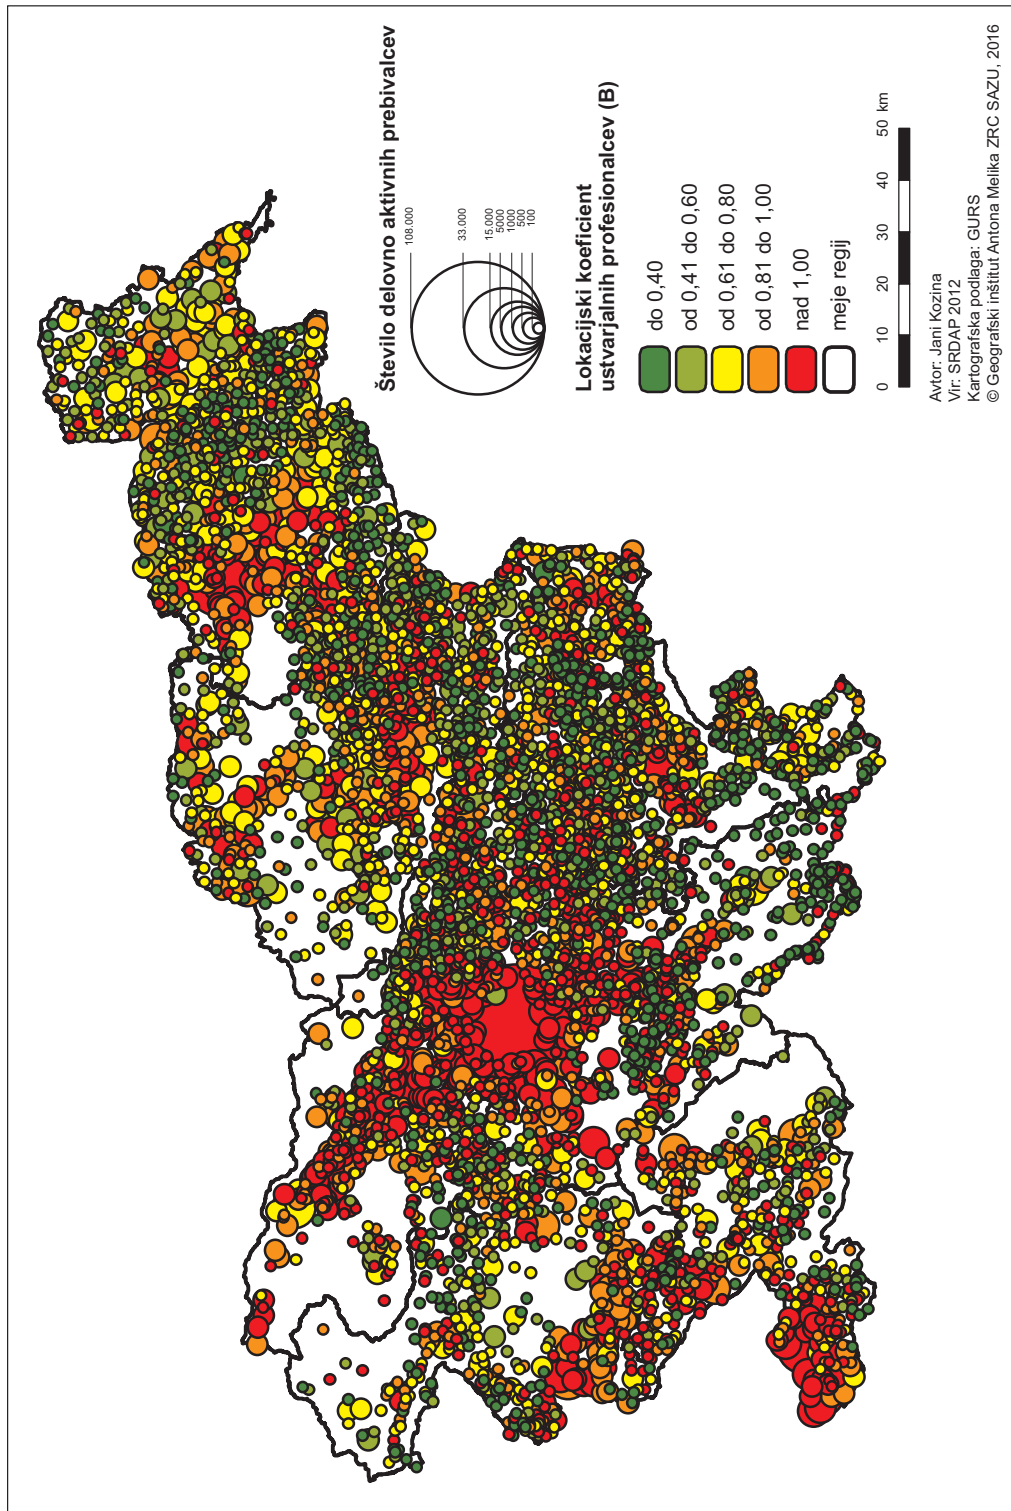 Število delovno aktivnih prebivalcev
108.000
33.000
15.000
5000
1000
500
100
Lokacijski koeficient
ustvarjalnih profesionalcev (B)
do 0,40
od 0,41 do 0,60
od 0,61 do 0,80
od 0,81 do 1,00
nad 1,00
meje regij
0 10 20 30 40 50 km
Avtor: Jani Kozina
Vir: SRDAP 2012
Kartografska podlaga: GURS
© Geografski inštitut Antona Melika ZRC SAZU, 2016